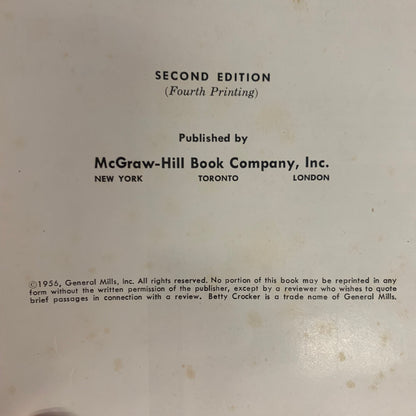 SECOND EDITION
(Fourth Printing)
Published by
McGraw-Hill Book Company, Inc.
NEW YORK TORONTO LONDON
©1956, General Mills, Inc. All rights reserved. No portion of this book may be reprinted in any
form without the written permission of the publisher, except by a reviewer who wishes to quote
brief passages in connection with a review. Betty Crocker is a trade name of General Mills.